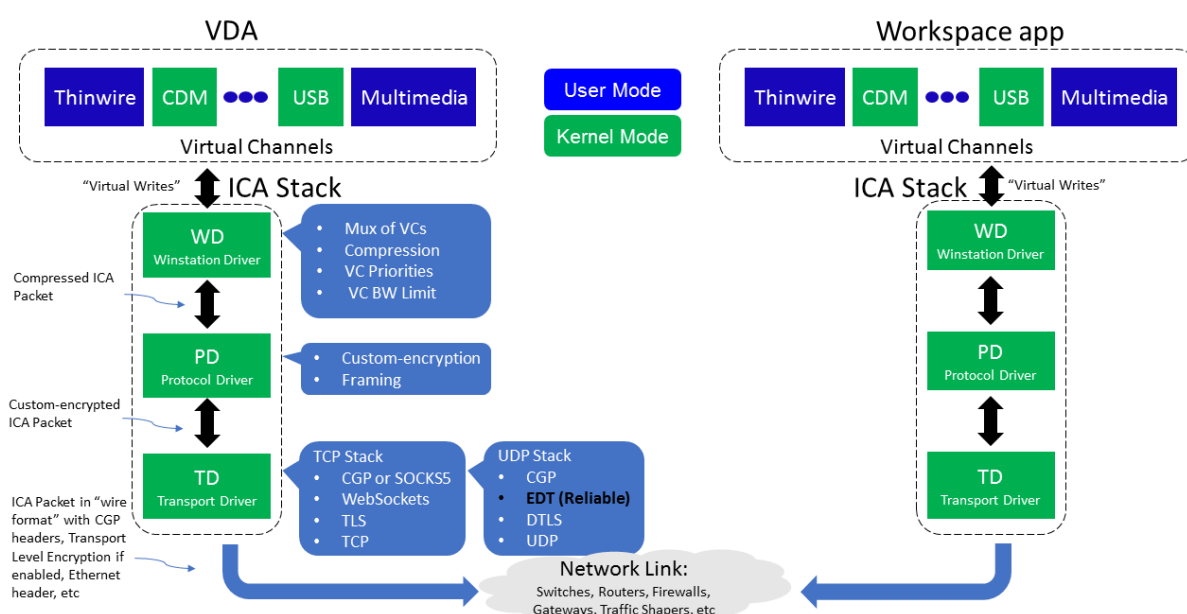 VDA
Thinwire
CDM
USB
Multimedia
Virtual Channels
User Mode
Kernel Mode
Workspace app
Thinwire
CDM
USB
Multimedia
Virtual Channels
“Virtual Writes”
ICA Stack
WD
Winstation Driver
• Mux of VCs
• Compression
• VC Priorities
• VC BW Limit
Compressed ICA
Packet
PD
Protocol Driver
• Custom-encryption
• Framing
Custom-encrypted
ICA Packet
TD
Transport Driver
TCP Stack
• CGP or SOCKS5
• WebSockets
• TLS
• TCP
UDP Stack
• CGP
• EDT (Reliable)
• DTLS
• UDP
ICA Packet in “wire
format” with CGP
headers, Transport
Level Encryption if
enabled, Ethernet
header, etc
Network Link:
Switches, Routers, Firewalls,
Gateways, Traffic Shapers, etc
ICA Stack
“Virtual Writes”
WD
Winstation Driver
PD
Protocol Driver
TD
Transport Driver